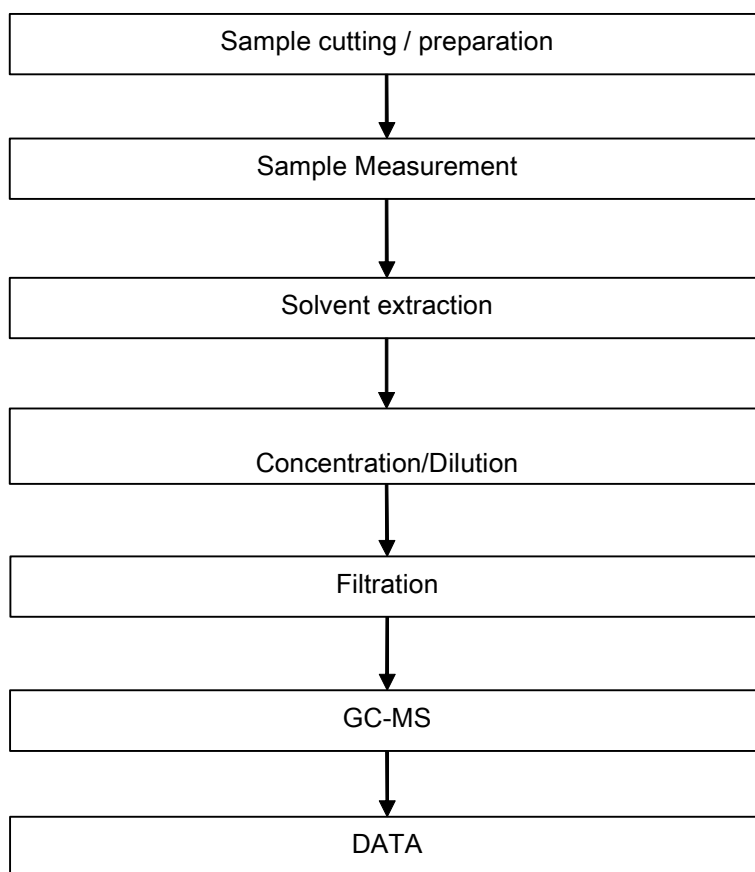 Sample cutting / preparation
Sample Measurement
Solvent extraction
Concentration/Dilution
Filtration
GC-MS
DATA